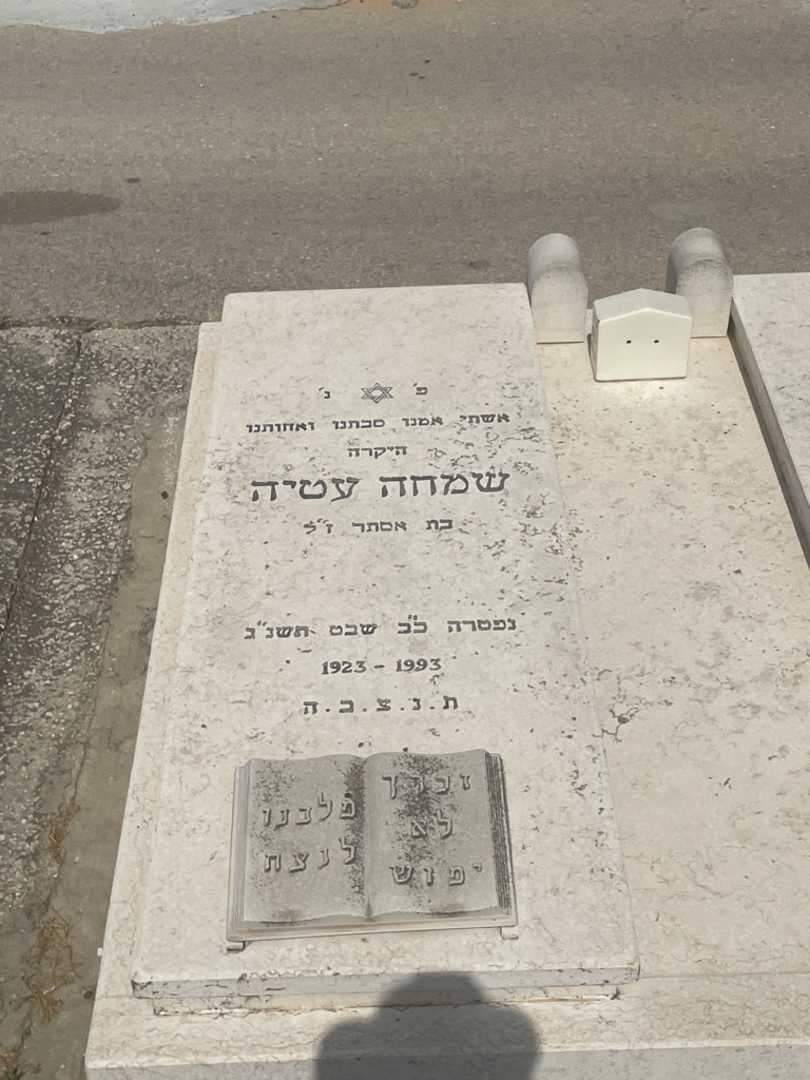 פ׳ נ׳
אשתי אמנו סבתנו ואחותנו
היקרה
שמחה עטיה
בת אסתר ז״ל
נפטרה כ״ב שבט תשנ״ג
1923 - 1993
ת.נ.צ.ב.ה
זכרך
לא
ימוש
מלבנו
לנצח